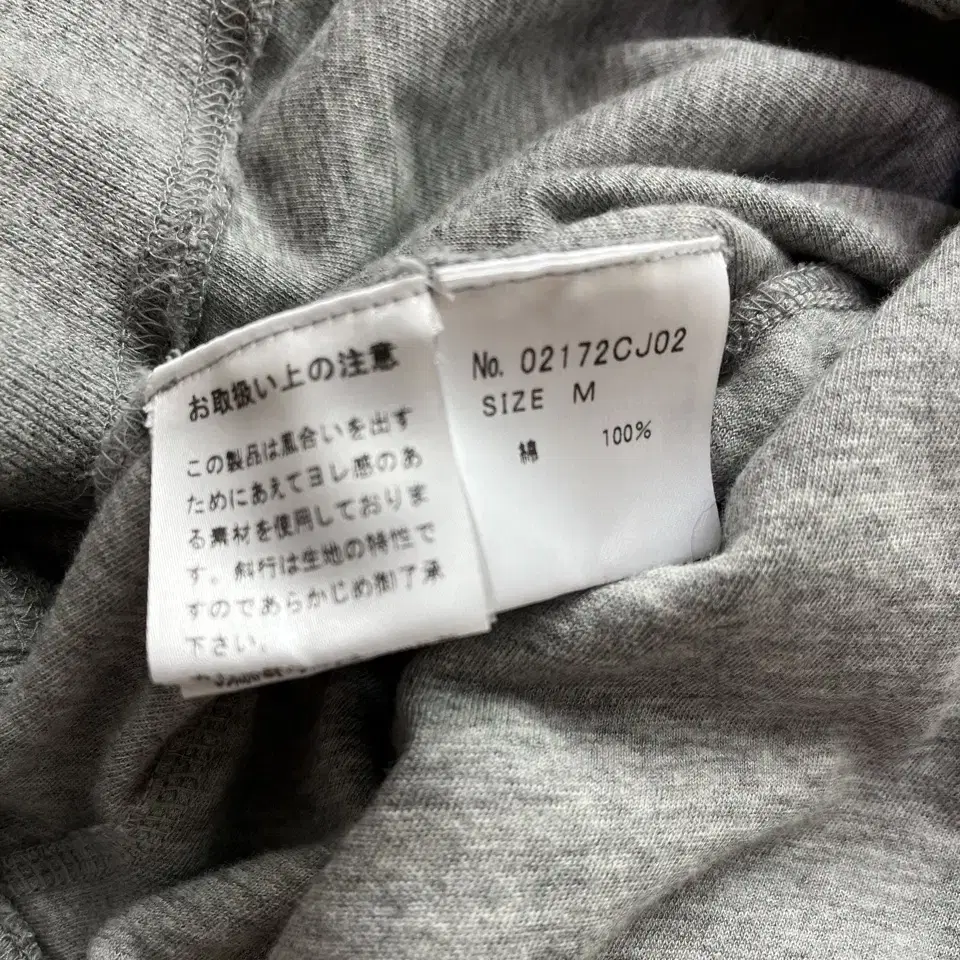 お取扱い上の注意
この製品は風合いを出す
ためにあえてヨレ感のあ
る素材を使用しておりま
す。斜行は生地の特性で
すのであらかじめ御了承
下さい。
No. 02172CJ02
SIZE M
綿 100%